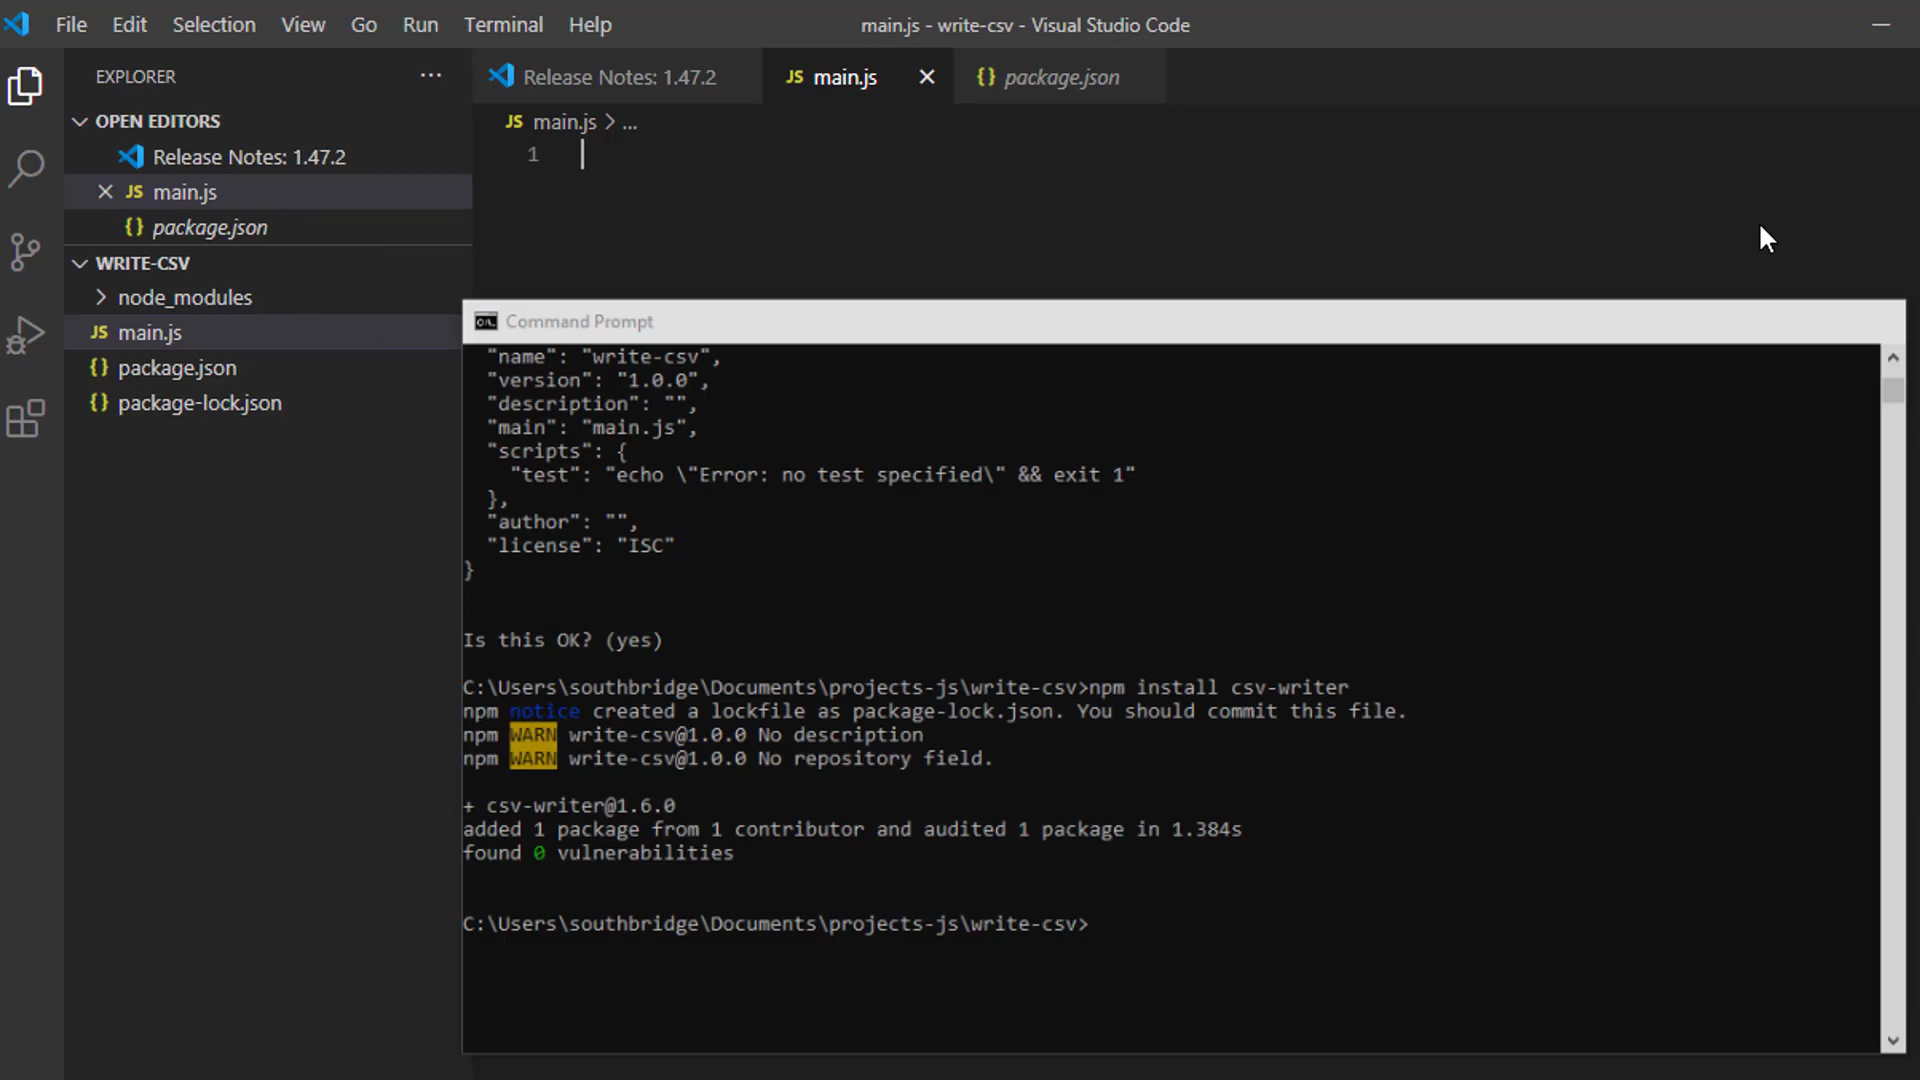 File Edit Selection View Go Run Terminal Help
main.js - write-csv - Visual Studio Code
EXPLORER
Release Notes: 1.47.2
JS main.js
{} package.json
OPEN EDITORS
Release Notes: 1.47.2
JS main.js
{} package.json
WRITE-CSV
node_modules
JS main.js
{} package.json
{} package-lock.json
JS main.js > ...
1
Command Prompt
"name": "write-csv",
"version": "1.0.0",
"description": "",
"main": "main.js",
"scripts": {
"test": "echo \"Error: no test specified\" && exit 1"
},
"author": "",
"license": "ISC"
}
Is this OK? (yes)
C:\Users\southbridge\Documents\projects-js\write-csv>npm install csv-writer
npm notice created a lockfile as package-lock.json. You should commit this file.
npm WARN write-csv@1.0.0 No description
npm WARN write-csv@1.0.0 No repository field.
+ csv-writer@1.6.0
added 1 package from 1 contributor and audited 1 package in 1.384s
found 0 vulnerabilities
C:\Users\southbridge\Documents\projects-js\write-csv>